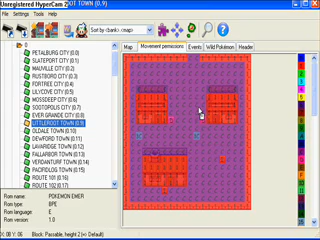 Unregistered HyperCam 2
OT TOWN (0.9)
File Settings Tools Help
Sort by <bank>.<map>
0
PETALBURG CITY (0.0)
SLATEPORT CITY (0.1)
MAUVILLE CITY (0.2)
RUSTBORO CITY (0.3)
FORTREE CITY (0.4)
LILYCOVE CITY (0.5)
MOSSDEEP CITY (0.6)
SOOTOPOLIS CITY (0.7)
EVER GRANDE CITY (0.8)
LITTLEROOT TOWN (0.9)
OLDALE TOWN (0.10)
DEWFORD TOWN (0.11)
LAVARIDGE TOWN (0.12)
FALLARBOR TOWN (0.13)
VERDANTURF TOWN (0.14)
PACIFIDLOG TOWN (0.15)
ROUTE 101 (0.16)
ROUTE 102 (0.17)
Map Movement permissions Events Wild Pokémon Header
Rom name POKEMON EMER
Rom type BPE
Rom language E
Rom version 1.0
X: 08 Y: 06 Block: Passable, height 2 (=> Default)